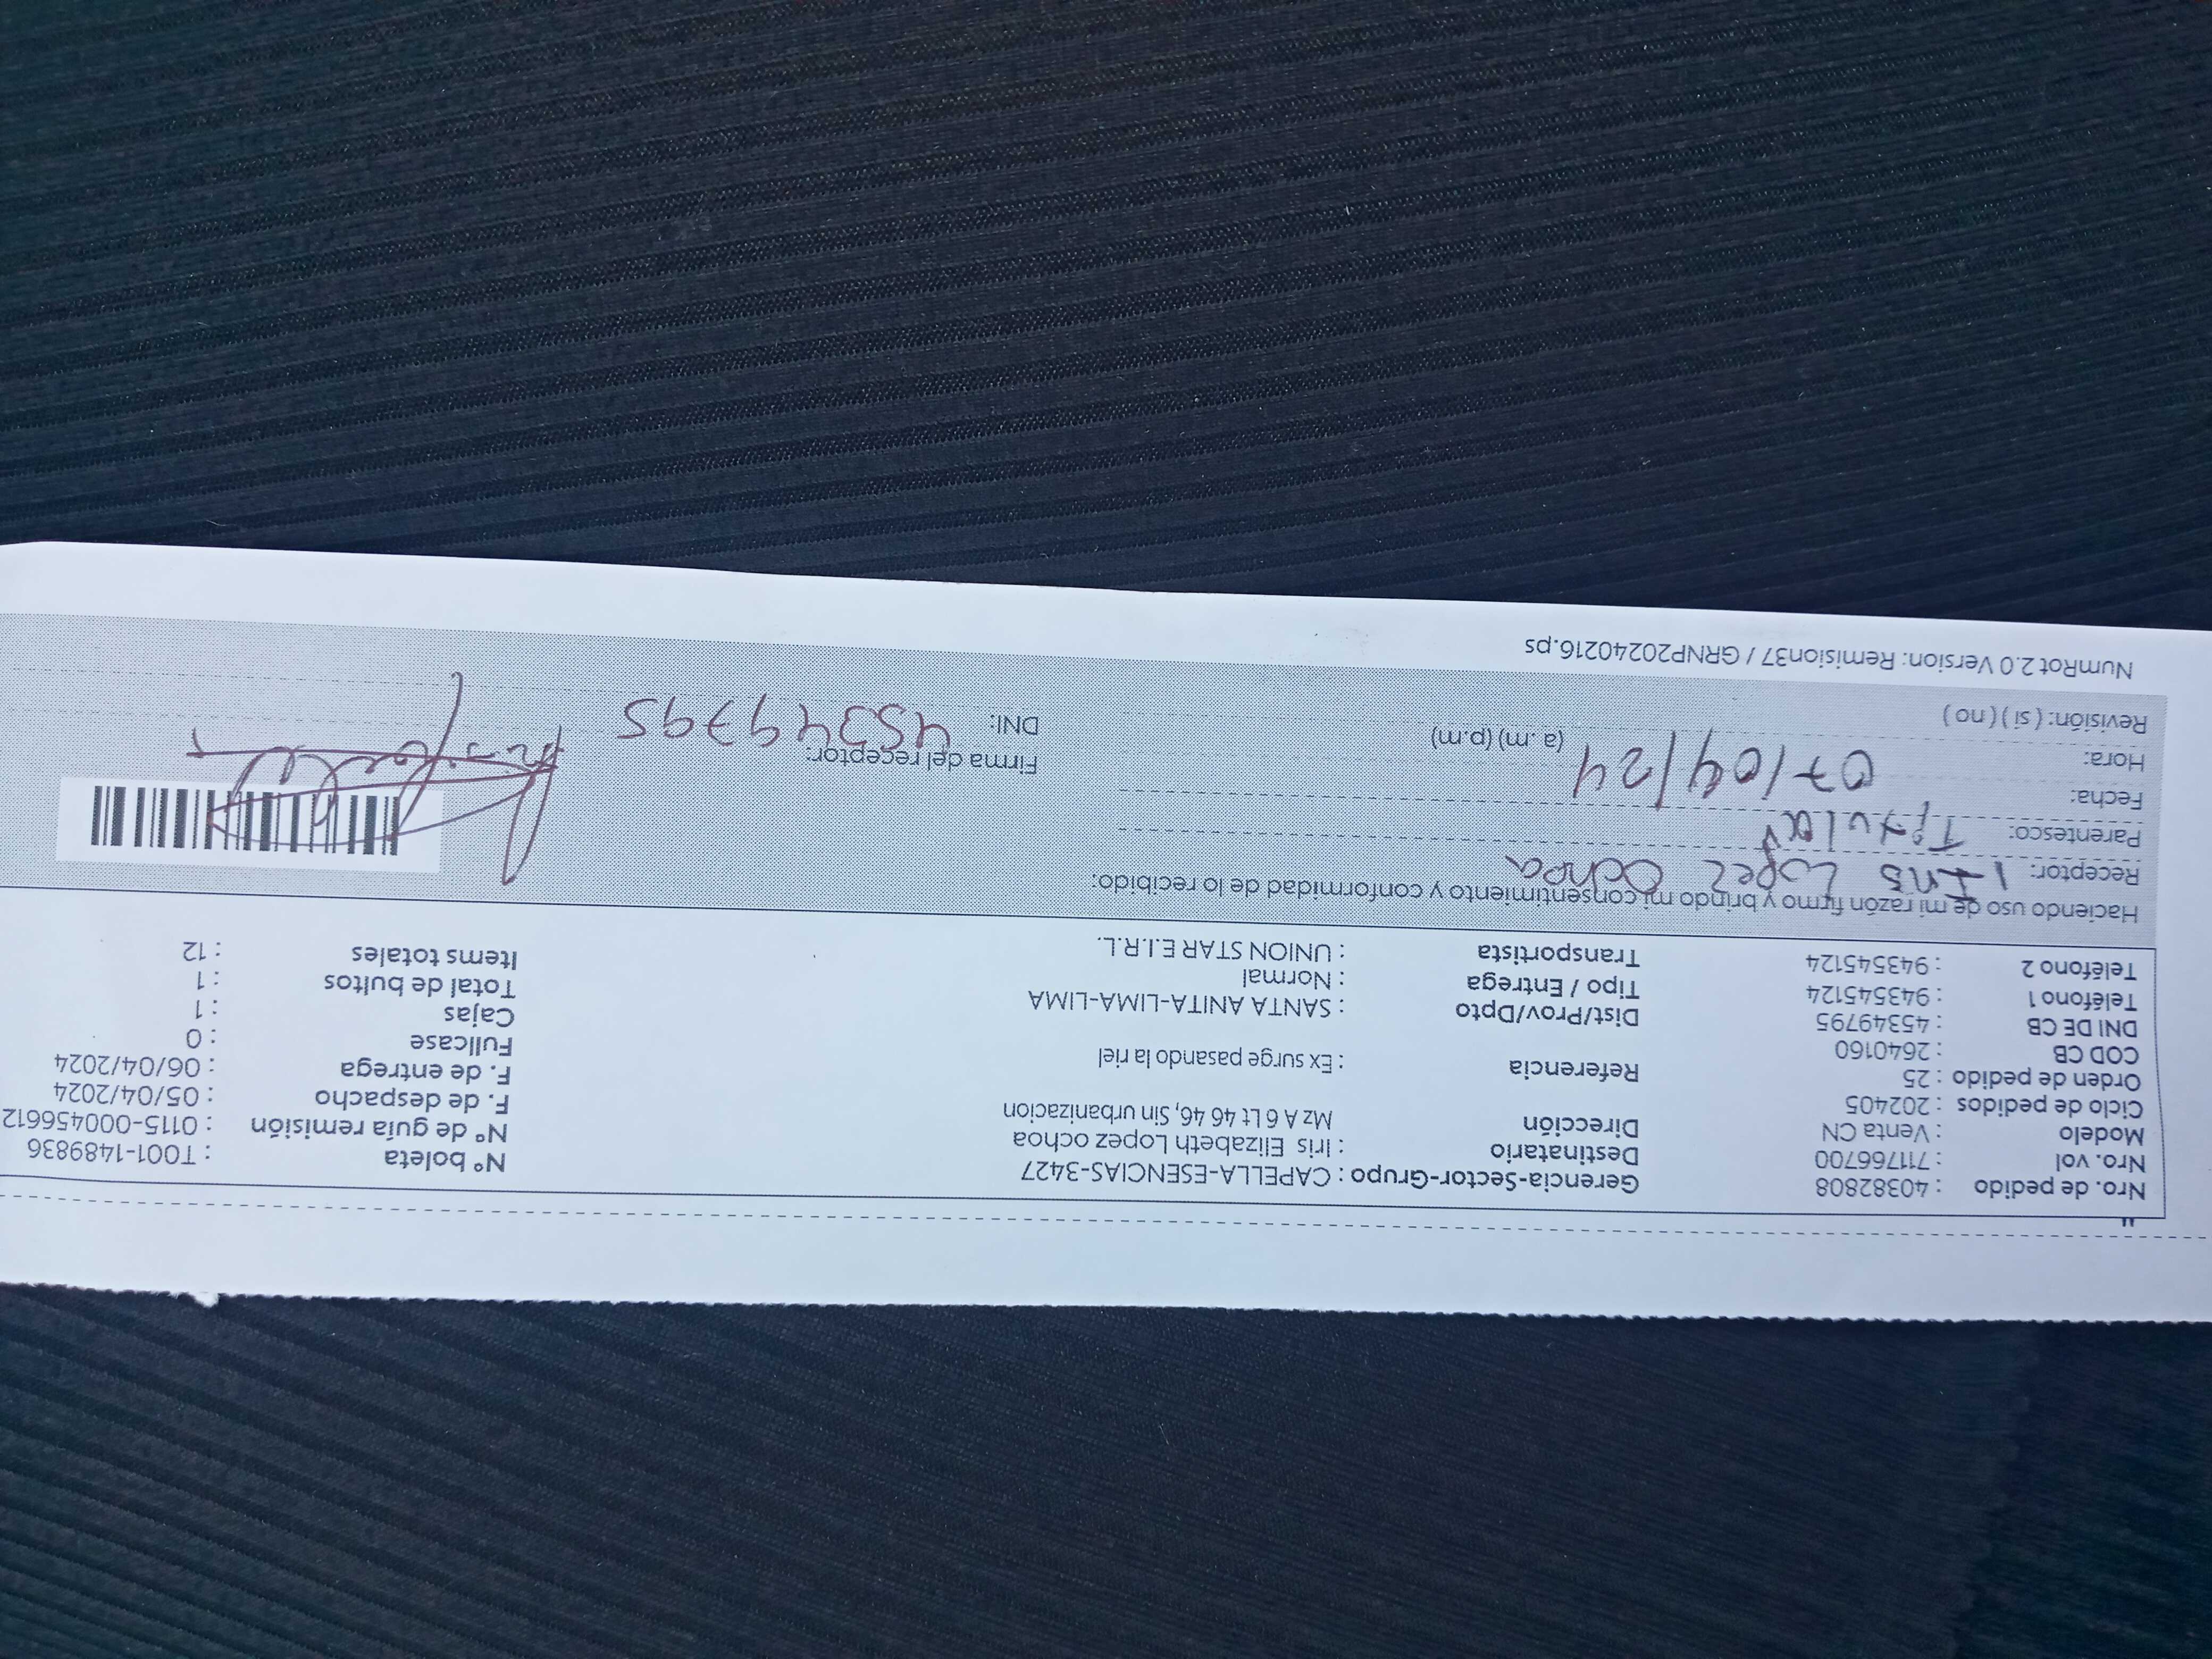 Nro. de pedido : 40382808
Nro. vol : 711766700
Modelo : Venta CN
Ciclo de pedidos : 202405
Orden de pedido : 25
COD CB : 2640160
DNI DE CB : 45349795
Teléfono 1 : 943545124
Teléfono 2 : 943545124
Gerencia-Sector-Grupo : CAPELLA-ESENCIAS-3427
Destinatario : Iris Elizabeth Lopez ochoa
Dirección Mz A 6 Lt 46 46, Sin urbanizacion
Referencia : Ex surge pasando la riel
Dist/Prov/Dpto : SANTA ANITA-LIMA-LIMA
Tipo / Entrega : Normal
Transportista : UNION STAR E.I.R.L.
N° boleta : T001-1489836
N° de guía remisión : 0115-000456612
F. de despacho : 05/04/2024
F. de entrega : 06/04/2024
Fullcase : 0
Cajas : 1
Total de bultos : 1
Items totales : 12
Haciendo uso de mi razón firmo y brindo mi consentimiento y conformidad de lo recibido:
Receptor: Lopez Ochoa
Parentesco: Titular
Fecha: 07/04/24
Hora: (a. m) (p.m)
Revisión: ( si ) ( no )
Firma del receptor:
DNI: 45349795
NumRot 2.0 Version: Remision37 / GRNP20240216.ps